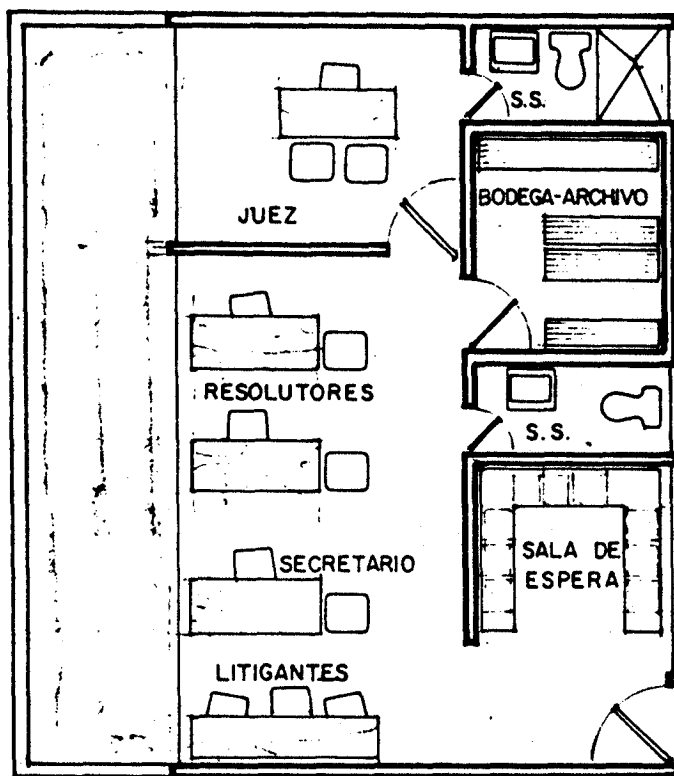 S.S.
BODEGA-ARCHIVO
JUEZ
RESOLUTORES
S.S.
SECRETARIO
SALA DE
ESPERA
LITIGANTES